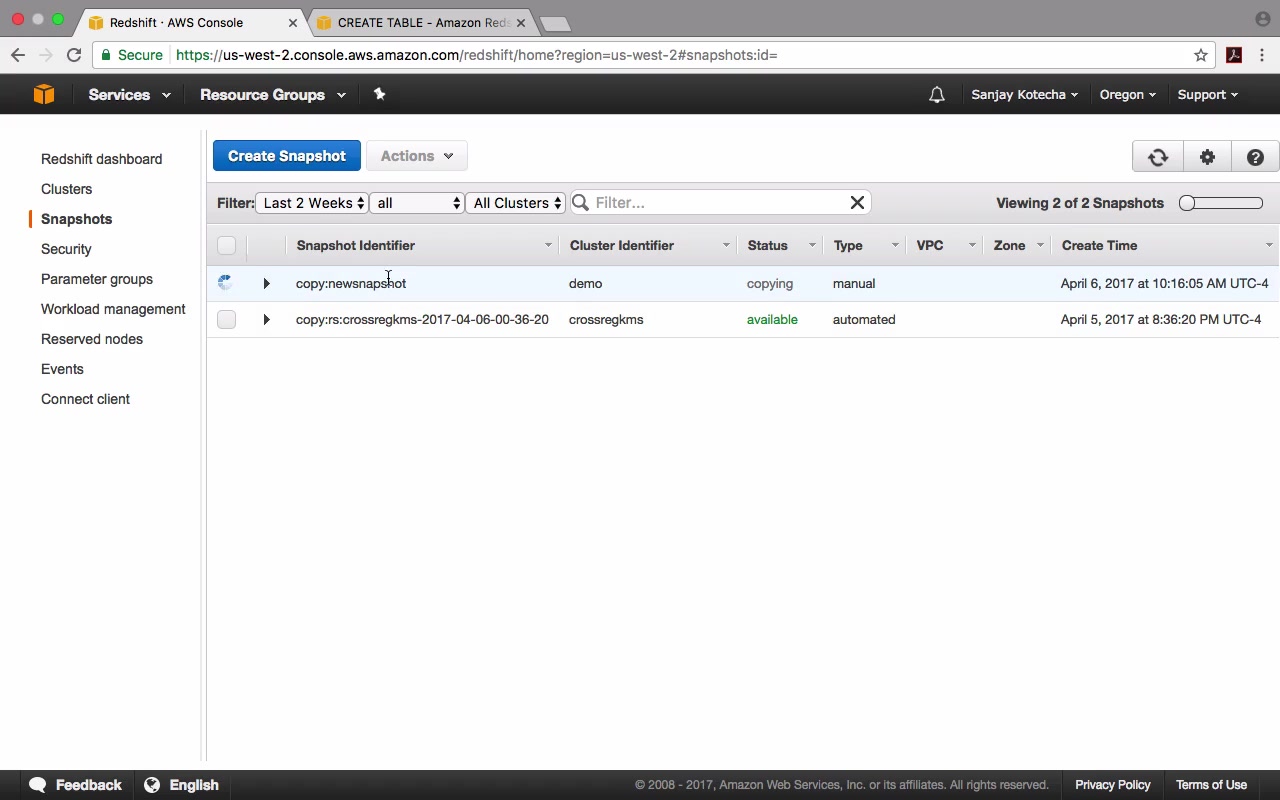 Redshift · AWS Console
CREATE TABLE - Amazon Reds
Secure
https://us-west-2.console.aws.amazon.com/redshift/home?region=us-west-2#snapshots:id=
Services
Resource Groups
Sanjay Kotecha
Oregon
Support
Redshift dashboard
Clusters
Snapshots
Security
Parameter groups
Workload management
Reserved nodes
Events
Connect client
Create Snapshot
Actions
Filter: Last 2 Weeks all All Clusters Filter... Viewing 2 of 2 Snapshots
Snapshot Identifier Cluster Identifier Status Type VPC Zone Create Time
copy:newsnapshot demo copying manual April 6, 2017 at 10:16:05 AM UTC-4
copy:rs:crossregkms-2017-04-06-00-36-20 crossregkms available automated April 5, 2017 at 8:36:20 PM UTC-4
Feedback
English
© 2008 - 2017, Amazon Web Services, Inc. or its affiliates. All rights reserved.
Privacy Policy
Terms of Use